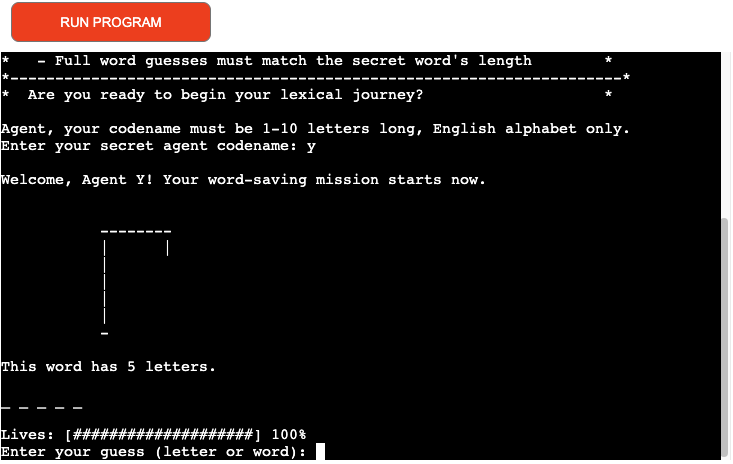 RUN PROGRAM
*   - Full word guesses must match the secret word's length        *
*--------------------------------------------------------------------*
*  Are you ready to begin your lexical journey?                    *
Agent, your codename must be 1-10 letters long, English alphabet only.
Enter your secret agent codename: y
Welcome, Agent Y! Your word-saving mission starts now.
--------
|      |
|
|
|
|
-
This word has 5 letters.
_ _ _ _ _
Lives: [####################] 100%
Enter your guess (letter or word):